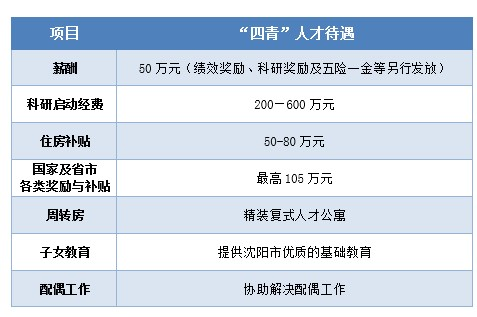 项目 “四青”人才待遇
薪酬 50 万元（绩效奖励、科研奖励及五险一金等另行发放）
科研启动经费 200—600 万元
住房补贴 50-80 万元
国家及省市
各类奖励与补贴 最高 105 万元
周转房 精装复式人才公寓
子女教育 提供沈阳市优质的基础教育
配偶工作 协助解决配偶工作